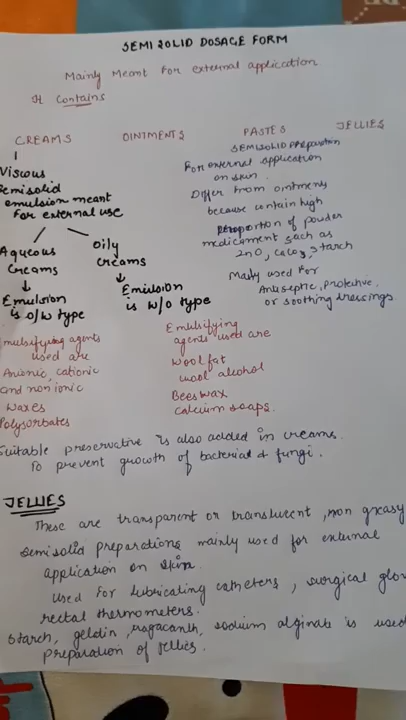 SEMI SOLID DOSAGE FORM
Mainly Meant for external application
It Contains
CREAMS OINTMENTS PASTES JELLIES
Viscous
Semisolid
emulsion meant
for external use
Aqueous
Creams
Emulsion
is o/w type
Oily
creams
Emulsion
is w/o type
SEMISOLID PREPARATION
For external application
on skin.
Differ from ointments
because contain high
proportion of powder
medicament such as
ZnO, CaCO3, starch
Mostly used for
Antiseptic, Protective,
or soothing dressings.
Emulsifying agents
used are
Anionic, cationic
and non ionic
waxes
Polysorbates
Emulsifying
agents used are
Wool fat
wool alcohol
Beeswax
calcium soaps.
Suitable preservative is also added in creams.
To prevent growth of bacterial & fungi.
JELLIES
These are transparent or translucent, non greasy
semisolid preparations mainly used for external
application on skin.
used for lubricating catheters, surgical glov
rectal thermometers.
Starch, geldin, tragacanth, sodium alginate is used
preparation of jellies.